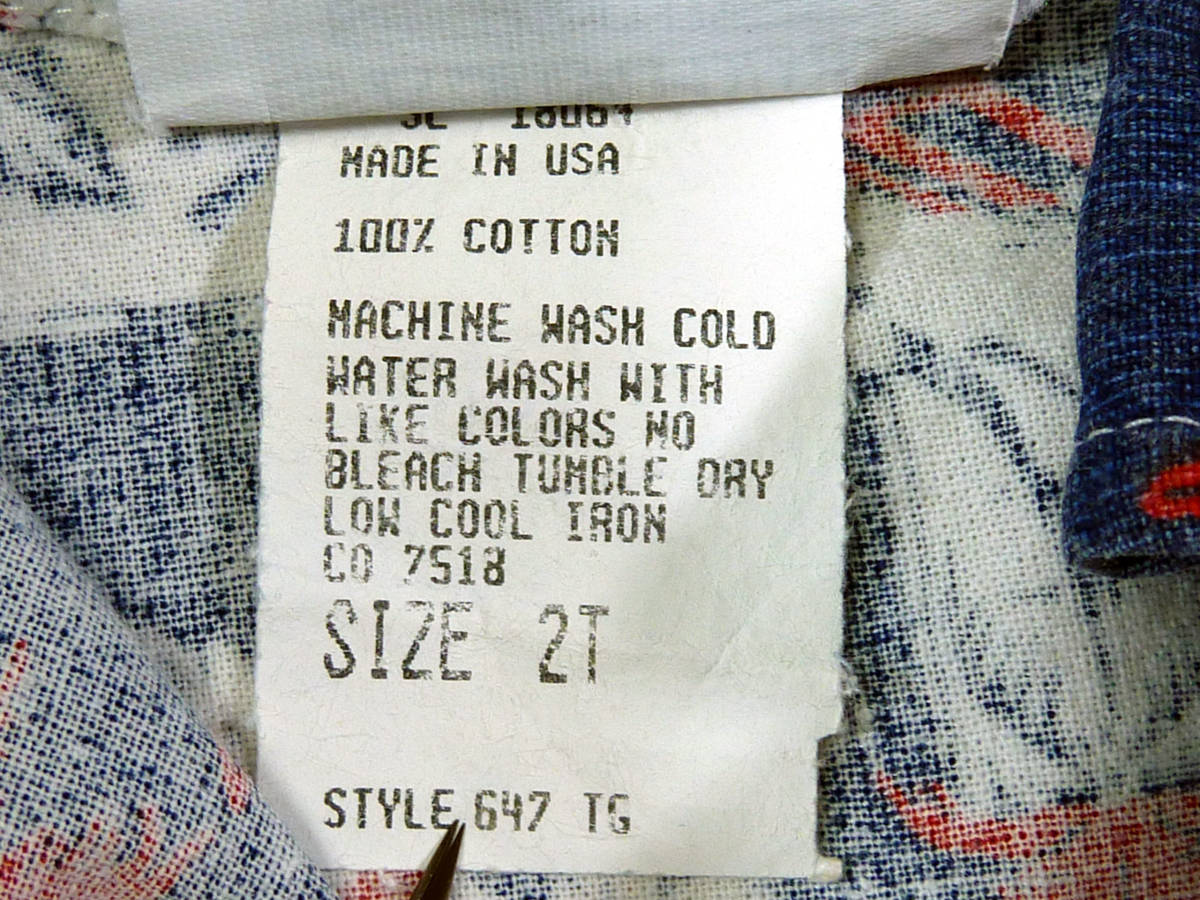 MADE IN USA
100% COTTON
MACHINE WASH COLD
WATER WASH WITH
LIKE COLORS NO
BLEACH TUMBLE DRY
LOW COOL IRON
CO 7518
SIZE 2T
STYLE 647 TG